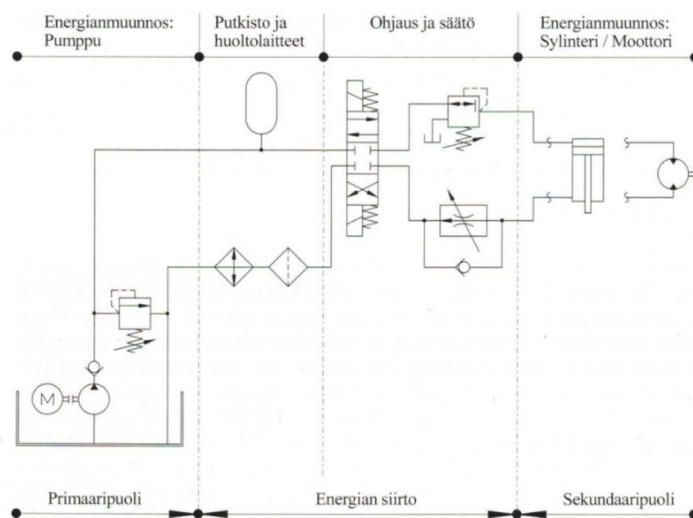 Energianmuunnos:
Pumppu
Putkisto ja
huoltolaitteet
Ohjaus ja säätö
Energianmuunnos:
Sylinteri / Moottori
M
Primaaripuoli
Energian siirto
Sekundaaripuoli